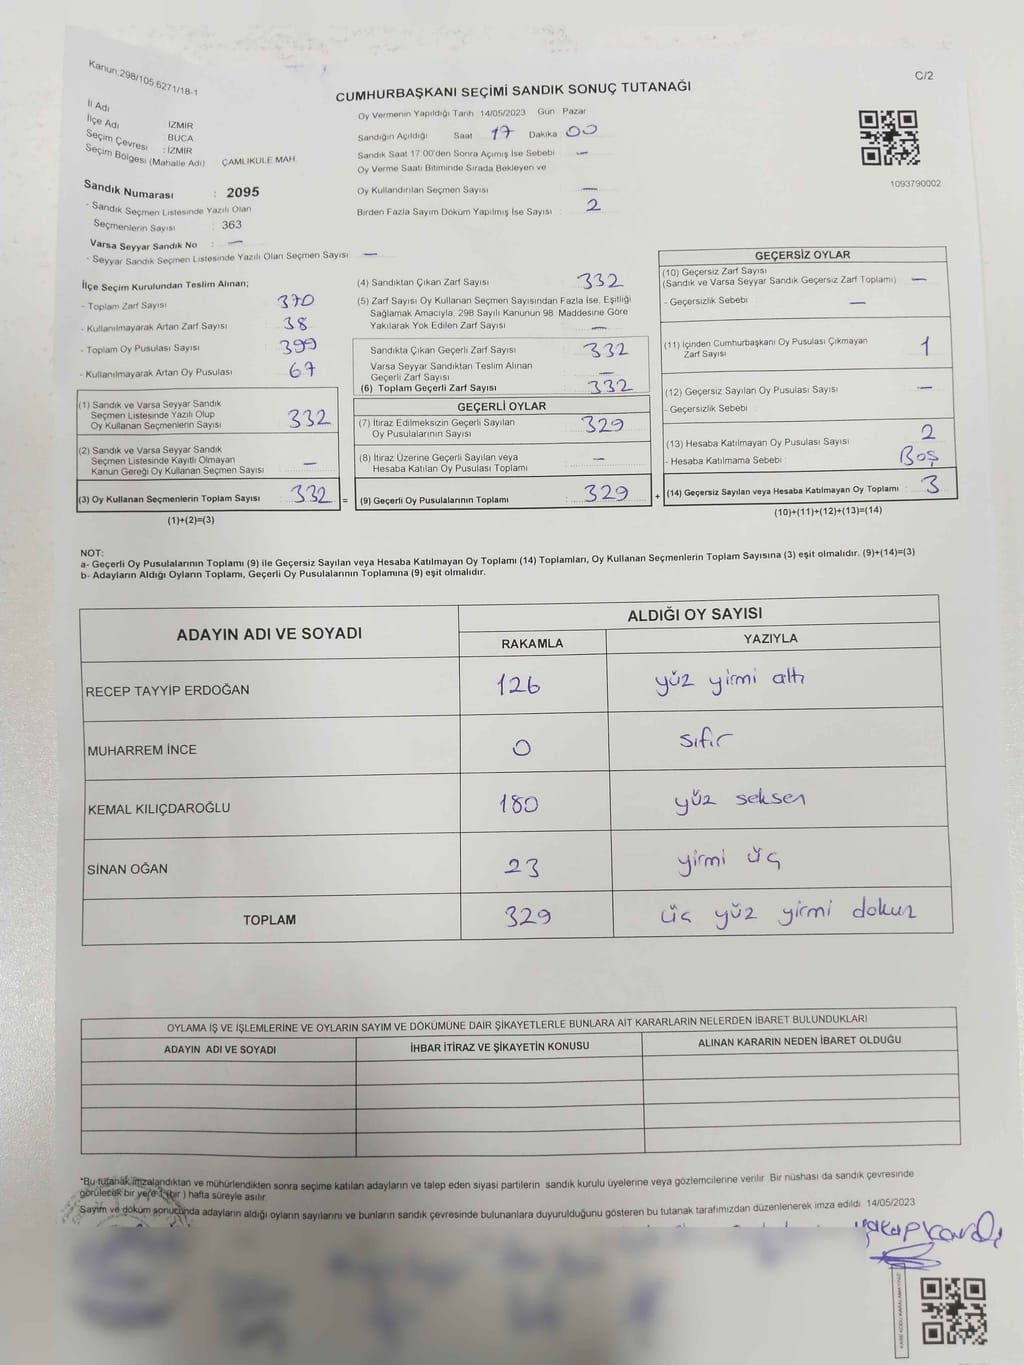 Kanun,298/105,6271/18-1
C/2
CUMHURBAŞKANI SEÇİMİ SANDIK SONUÇ TUTANAĞI
İl Adı : İZMİR
İlçe Adı : BUCA
Seçim Çevresi : İZMİR
Seçim Bölgesi (Mahalle Adı) ÇAMLIKULE MAH
Sandık Numarası : 2095
- Sandık Seçmen Listesinde Yazılı Olan
Seçmenlerin Sayısı : 363
Varsa Seyyar Sandık No : —
- Seyyar Sandık Seçmen Listesinde Yazılı Olan Seçmen Sayısı —
Oy Vermenin Yapıldığı Tarih 14/05/2023 Gün Pazar
Sandığın Açıldığı Saat 17 Dakika 00
Sandık Saat 17:00'den Sonra Açımış İse Sebebi —
Oy Verme Saati Bitiminde Sırada Bekleyen ve
Oy Kullandırılan Seçmen Sayısı —
Birden Fazla Sayım Döküm Yapılmış İse Sayısı : 2
1093790002
İlçe Seçim Kurulundan Teslim Alınan;
- Toplam Zarf Sayısı : 370
- Kullanılmayarak Artan Zarf Sayısı : 38
- Toplam Oy Pusulası Sayısı : 399
- Kullanılmayarak Artan Oy Pusulası : 67
(1) Sandık ve Varsa Seyyar Sandık
Seçmen Listesinde Yazılı Olup
Oy Kullanan Seçmenlerin Sayısı : 332
(2) Sandık ve Varsa Seyyar Sandık
Seçmen Listesinde Kayıtlı Olmayan
Kanun Gereği Oy Kullanan Seçmen Sayısı —
(3) Oy Kullanan Seçmenlerin Toplam Sayısı : 332 =
(1)+(2)=(3)
(4) Sandıktan Çıkan Zarf Sayısı : 332
(5) Zarf Sayısı Oy Kullanan Seçmen Sayısından Fazla İse, Eşitliği
Sağlamak Amacıyla, 298 Sayılı Kanunun 98. Maddesine Göre
Yakılarak Yok Edilen Zarf Sayısı : —
Sandıkta Çıkan Geçerli Zarf Sayısı : 332
Varsa Seyyar Sandıktan Teslim Alınan
Geçerli Zarf Sayısı : —
(6) Toplam Geçerli Zarf Sayısı : 332
GEÇERLİ OYLAR
(7) İtiraz Edilmeksizin Geçerli Sayılan
Oy Pusulalarının Sayısı : 329
(8) İtiraz Üzerine Geçerli Sayılan veya
Hesaba Katılan Oy Pusulası Toplamı : —
(9) Geçerli Oy Pusulalarının Toplamı : 329 +
GEÇERSİZ OYLAR
(10) Geçersiz Zarf Sayısı
(Sandık ve Varsa Seyyar Sandık Geçersiz Zarf Toplamı) —
- Geçersizlik Sebebi : —
(11) İçinden Cumhurbaşkanı Oy Pusulası Çıkmayan
Zarf Sayısı 1
(12) Geçersiz Sayılan Oy Pusulası Sayısı : —
- Geçersizlik Sebebi :
(13) Hesaba Katılmayan Oy Pusulası Sayısı : 2
- Hesaba Katılmama Sebebi : Boş
(14) Geçersiz Sayılan veya Hesaba Katılmayan Oy Toplamı : 3
(10)+(11)+(12)+(13)=(14)
NOT:
a- Geçerli Oy Pusulalarının Toplamı (9) ile Geçersiz Sayılan veya Hesaba Katılmayan Oy Toplamı (14) Toplamları, Oy Kullanan Seçmenlerin Toplam Sayısına (3) eşit olmalıdır. (9)+(14)=(3)
b- Adayların Aldığı Oyların Toplamı, Geçerli Oy Pusulalarının Toplamına (9) eşit olmalıdır.
ADAYIN ADI VE SOYADI ALDIĞI OY SAYISI
RAKAMLA YAZIYLA
RECEP TAYYİP ERDOĞAN 126 yüz yirmi altı
MUHARREM İNCE 0 sıfır
KEMAL KILIÇDAROĞLU 180 yüz seksen
SİNAN OĞAN 23 yirmi üç
TOPLAM 329 üç yüz yirmi dokuz
OYLAMA İŞ VE İŞLEMLERİNE VE OYLARIN SAYIM VE DÖKÜMÜNE DAİR ŞİKAYETLERLE BUNLARA AİT KARARLARIN NELERDEN İBARET BULUNDUKLARI
ADAYIN ADI VE SOYADI İHBAR İTİRAZ VE ŞİKAYETİN KONUSU ALINAN KARARIN NEDEN İBARET OLDUĞU
"Bu tutanak imzalandıktan ve mühürlendikten sonra seçime katılan adayların ve talep eden siyasi partilerin sandık kurulu üyelerine veya gözlemcilerine verilir. Bir nüshası da sandık çevresinde
görülecek bir yere 1 (bir ) hafta süreyle asılır.
Sayım ve döküm sonucunda adayların aldığı oyların sayılarını ve bunların sandık çevresinde bulunanlara duyurulduğunu gösteren bu tutanak tarafımızdan düzenlenerek imza edildi. 14/05/2023